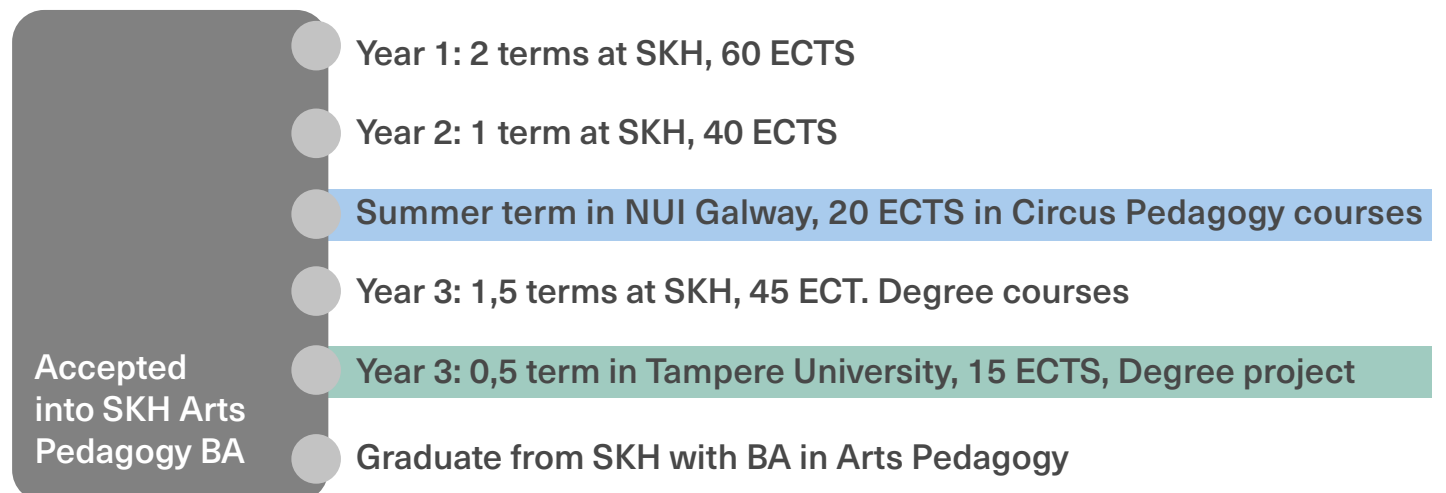 Year 1: 2 terms at SKH, 60 ECTS
Year 2: 1 term at SKH, 40 ECTS
Summer term in NUI Galway, 20 ECTS in Circus Pedagogy courses
Year 3: 1,5 terms at SKH, 45 ECT. Degree courses
Year 3: 0,5 term in Tampere University, 15 ECTS, Degree project
Graduate from SKH with BA in Arts Pedagogy
Accepted
into SKH Arts
Pedagogy BA